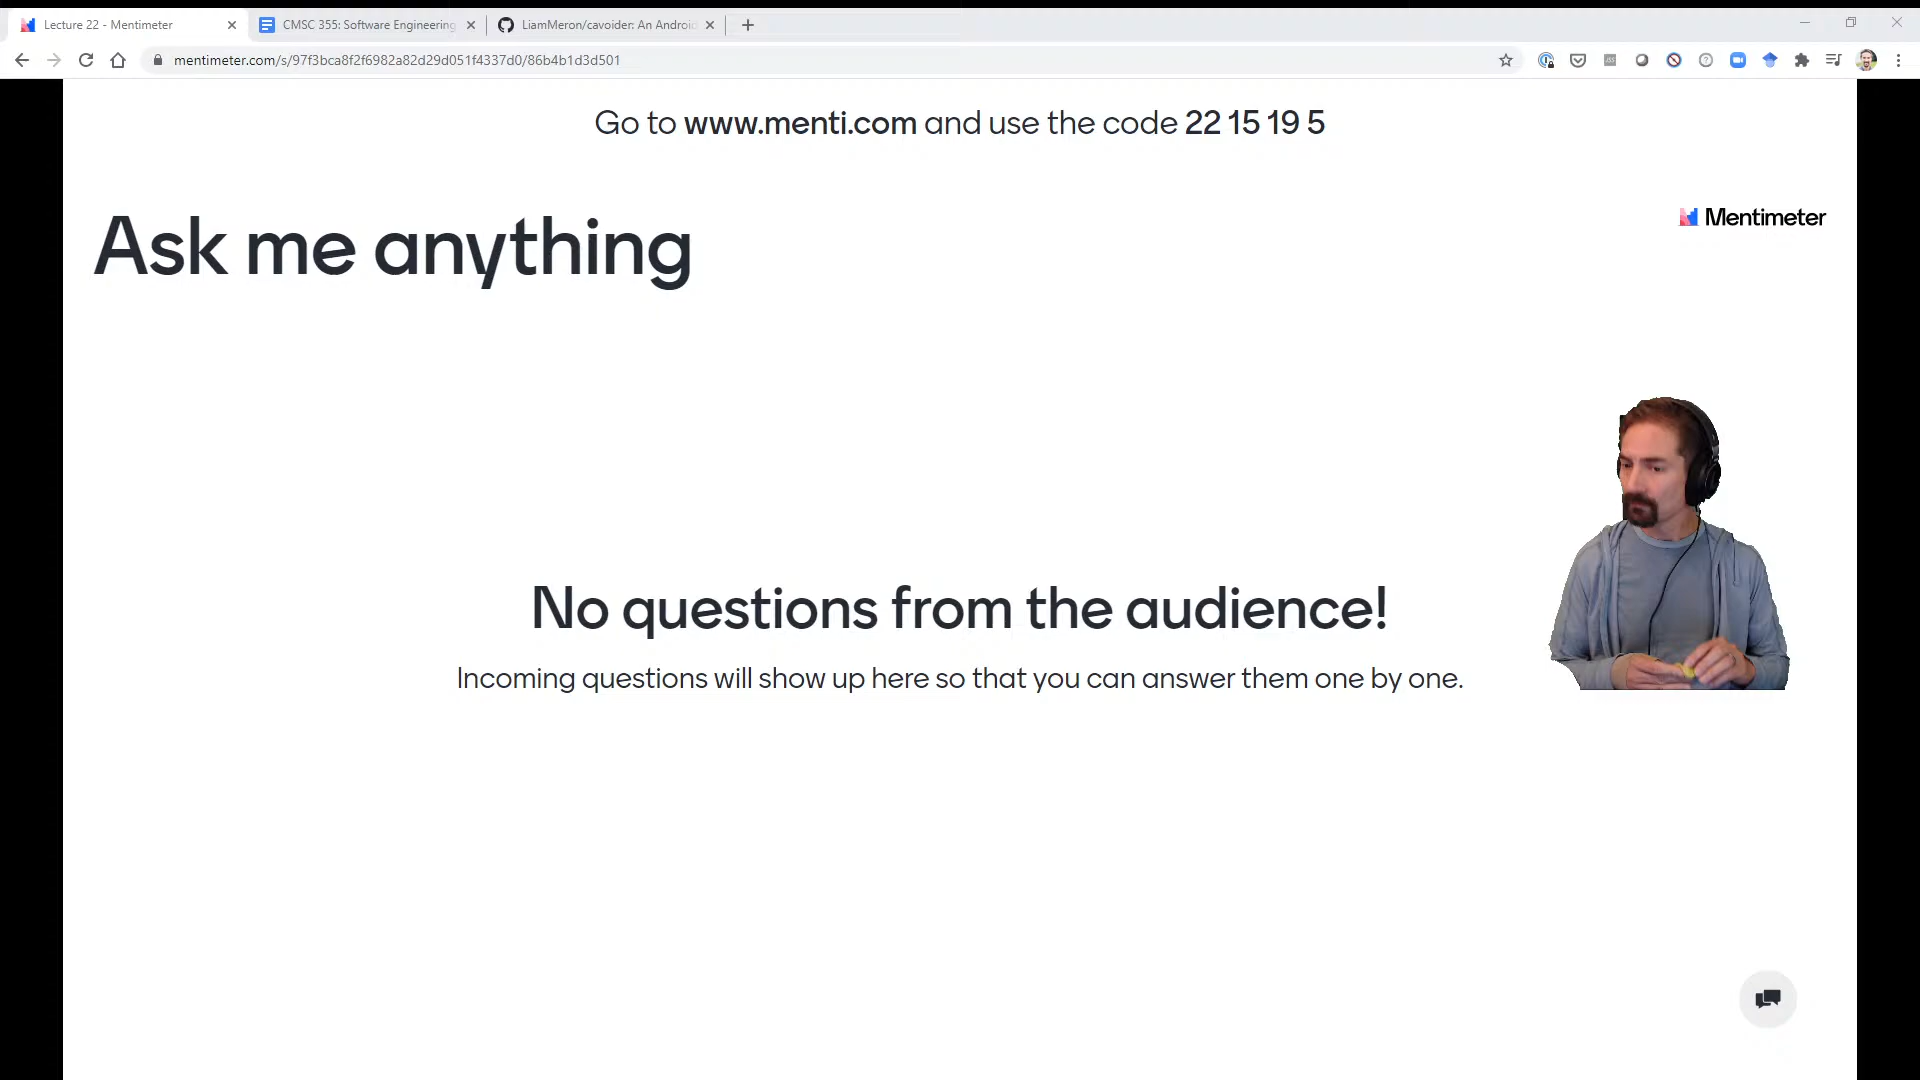 Lecture 22 - Mentimeter
CMSC 355: Software Engineering
LiamMeron/cavoider: An Androi
mentimeter.com/s/97f3bca8f2f6982a82d29d051f4337d0/86b4b1d3d501
Go to www.menti.com and use the code 22 15 19 5
Ask me anything
Mentimeter
No questions from the audience!
Incoming questions will show up here so that you can answer them one by one.